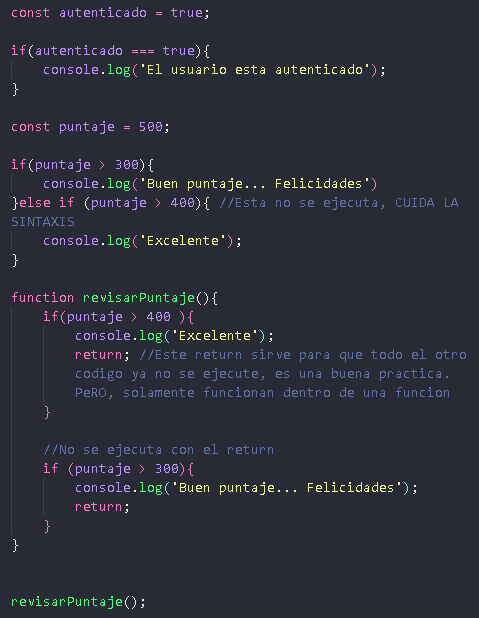 const autenticado = true;
if(autenticado === true){
    console.log('El usuario esta autenticado');
}
const puntaje = 500;
if(puntaje > 300){
    console.log('Buen puntaje... Felicidades')
}else if (puntaje > 400){ //Esta no se ejecuta, CUIDA LA
SINTAXIS
    console.log('Excelente');
}
function revisarPuntaje(){
    if(puntaje > 400 ){
        console.log('Excelente');
        return; //Este return sirve para que todo el otro
        codigo ya no se ejecute, es una buena practica.
        PeRO, solamente funcionan dentro de una funcion
    }
    //No se ejecuta con el return
    if (puntaje > 300){
        console.log('Buen puntaje... Felicidades');
        return;
    }
}
revisarPuntaje();